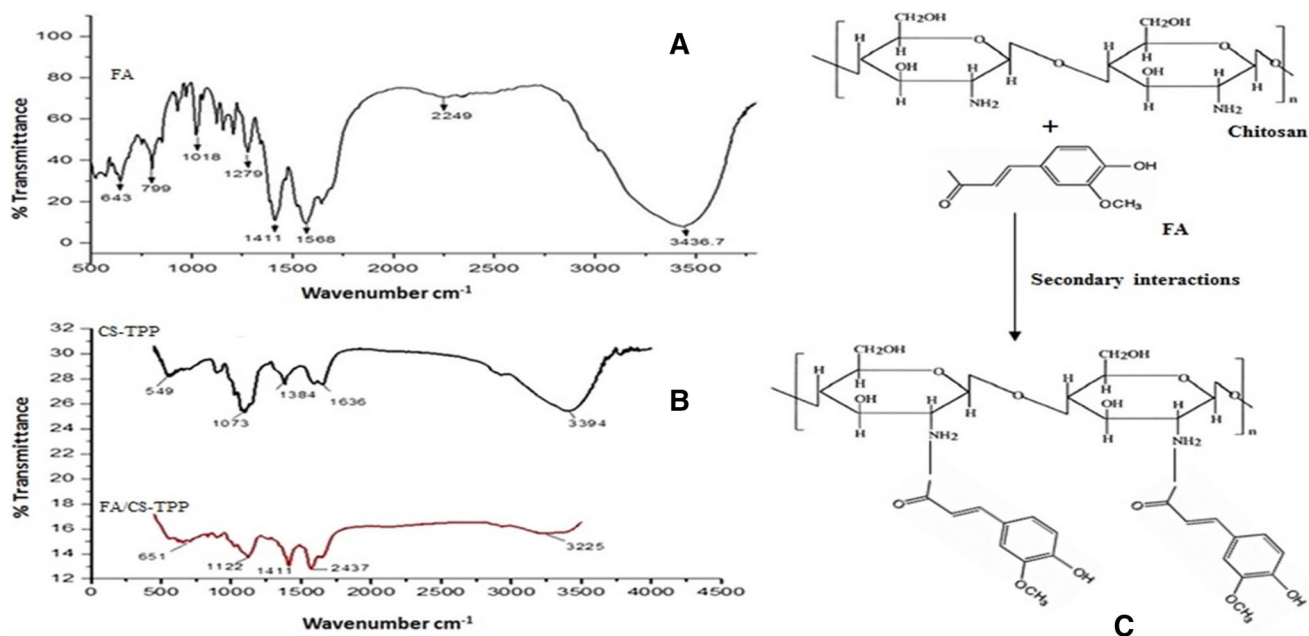 A
FA
% Transmittance
100
80
60
40
20
0
643
799
1018
1279
1411
1568
2249
3436.7
500
1000
1500
2000
2500
3000
3500
Wavenumber cm-1
B
CS-TPP
% Transmittance
32
30
28
26
24
22
20
18
16
14
12
549
1073
1384
1636
3394
FA/CS-TPP
651
1122
1411
2437
3225
0
500
1000
1500
2000
2500
3000
3500
4000
4500
Wavenumber cm-1
CH2OH
CH2OH
H
O
H
O
H
H
OH
H
H
O
OH
H
H
O
H
NH2
H
NH2
n
+
Chitosan
OH
O
OCH3
FA
Secondary interactions
CH2OH
CH2OH
H
O
H
O
H
H
OH
H
H
O
OH
H
H
O
H
NH2
H
NH2
n
O
O
OCH3
OH
OCH3
OH
C